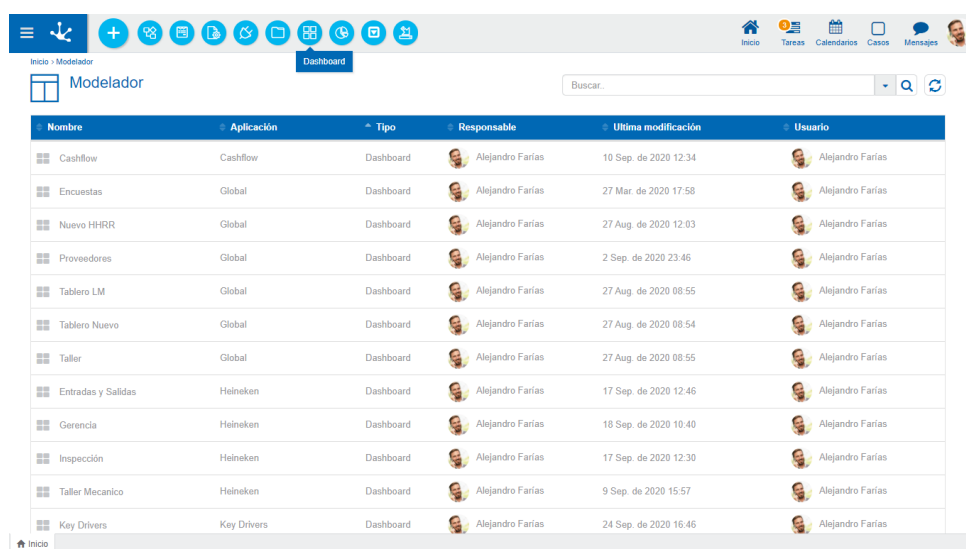 3
Inicio Tareas Calendarios Casos Mensajes
Dashboard
Inicio > Modelador
Modelador
Buscar..
Nombre Aplicación Tipo Responsable Ultima modificación Usuario
Cashflow Cashflow Dashboard Alejandro Farías 10 Sep. de 2020 12:34 Alejandro Farías
Encuestas Global Dashboard Alejandro Farías 27 Mar. de 2020 17:58 Alejandro Farías
Nuevo HHRR Global Dashboard Alejandro Farías 27 Aug. de 2020 12:03 Alejandro Farías
Proveedores Global Dashboard Alejandro Farías 2 Sep. de 2020 23:46 Alejandro Farías
Tablero LM Global Dashboard Alejandro Farías 27 Aug. de 2020 08:55 Alejandro Farías
Tablero Nuevo Global Dashboard Alejandro Farías 27 Aug. de 2020 08:54 Alejandro Farías
Taller Global Dashboard Alejandro Farías 27 Aug. de 2020 08:55 Alejandro Farías
Entradas y Salidas Heineken Dashboard Alejandro Farías 17 Sep. de 2020 12:46 Alejandro Farías
Gerencia Heineken Dashboard Alejandro Farías 18 Sep. de 2020 10:40 Alejandro Farías
Inspección Heineken Dashboard Alejandro Farías 17 Sep. de 2020 12:30 Alejandro Farías
Taller Mecanico Heineken Dashboard Alejandro Farías 9 Sep. de 2020 15:57 Alejandro Farías
Key Drivers Key Drivers Dashboard Alejandro Farías 24 Sep. de 2020 16:46 Alejandro Farías
Inicio